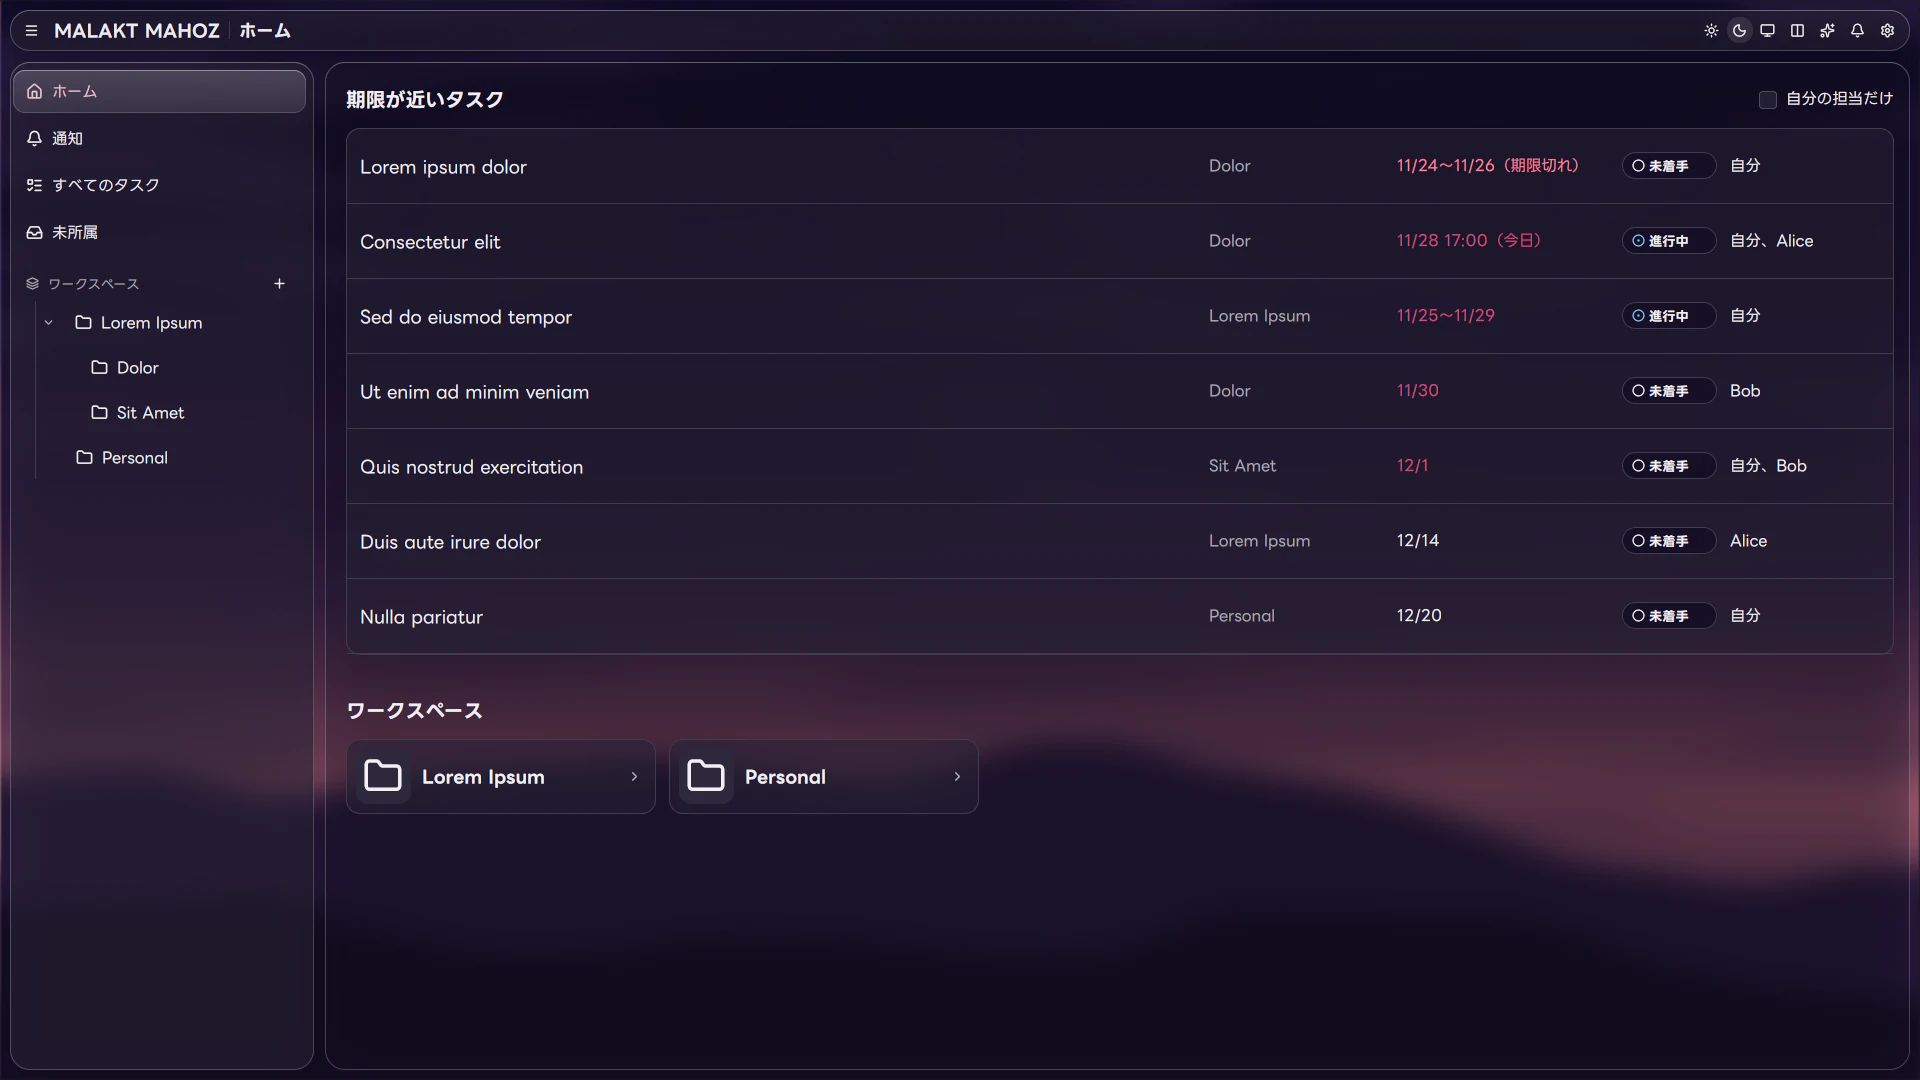 MALAKT MAHOZ ホーム
ホーム
通知
すべてのタスク
未所属
ワークスペース
Lorem Ipsum
Dolor
Sit Amet
Personal
期限が近いタスク 自分の担当だけ
Lorem ipsum dolor Dolor 11/24〜11/26（期限切れ） 未着手 自分
Consectetur elit Dolor 11/28 17:00（今日） 進行中 自分、Alice
Sed do eiusmod tempor Lorem Ipsum 11/25〜11/29 進行中 自分
Ut enim ad minim veniam Dolor 11/30 未着手 Bob
Quis nostrud exercitation Sit Amet 12/1 未着手 自分、Bob
Duis aute irure dolor Lorem Ipsum 12/14 未着手 Alice
Nulla pariatur Personal 12/20 未着手 自分
ワークスペース
Lorem Ipsum Personal